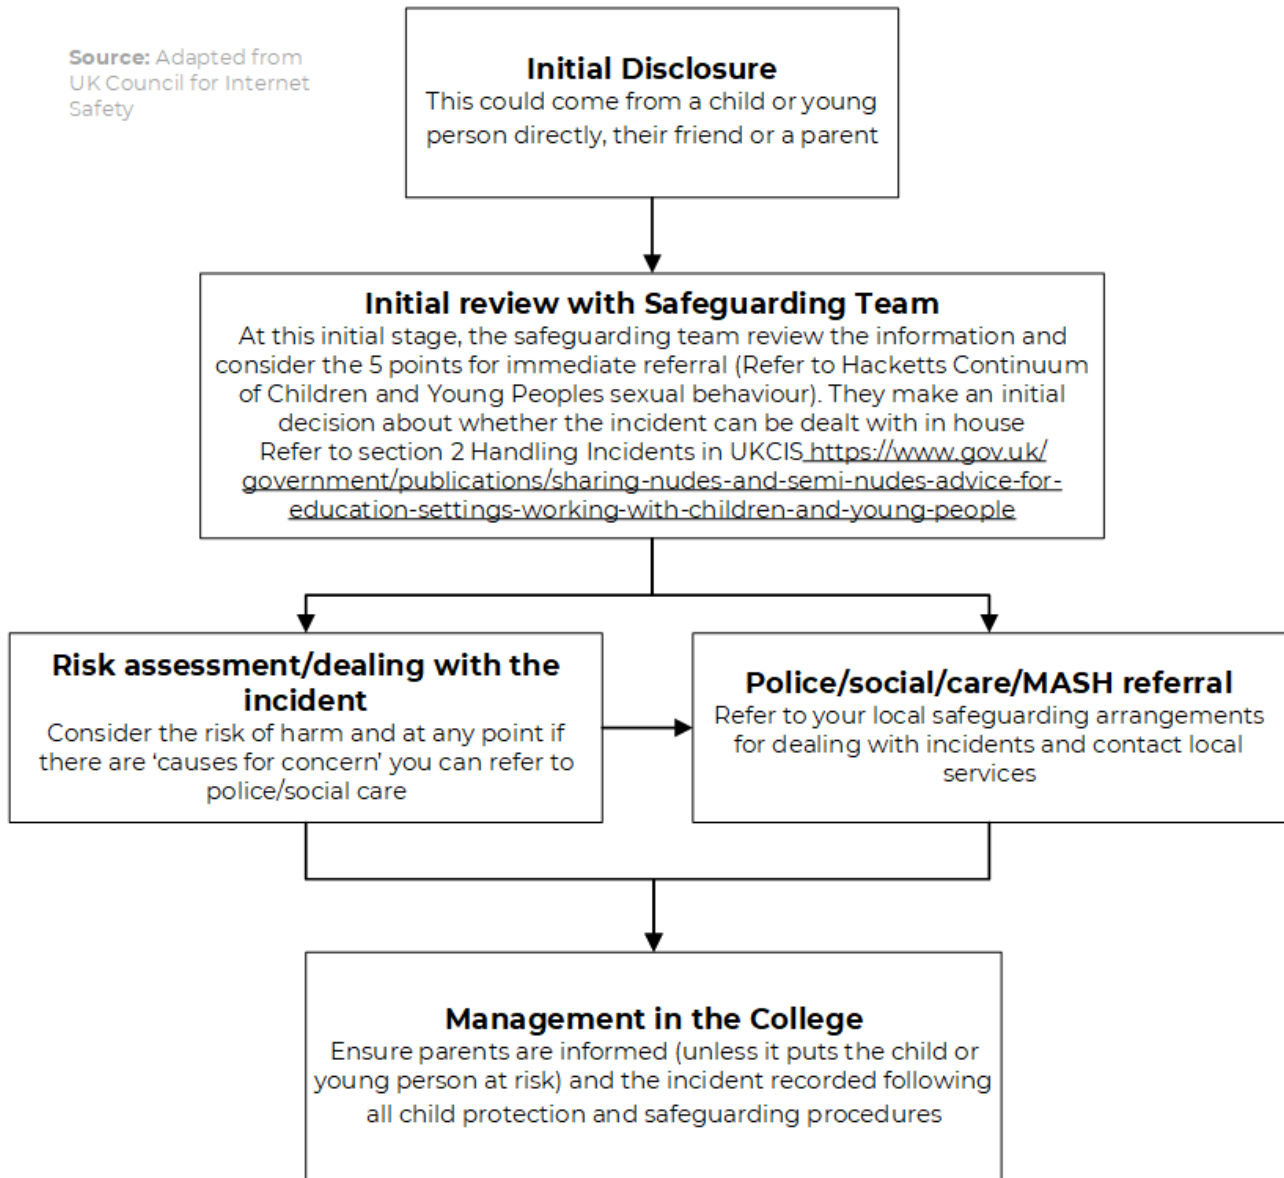 Source: Adapted from
UK Council for Internet
Safety
Initial Disclosure
This could come from a child or young
person directly, their friend or a parent
Initial review with Safeguarding Team
At this initial stage, the safeguarding team review the information and
consider the 5 points for immediate referral (Refer to Hacketts Continuum
of Children and Young Peoples sexual behaviour). They make an initial
decision about whether the incident can be dealt with in house
Refer to section 2 Handling Incidents in UKCIS https://www.gov.uk/
government/publications/sharing-nudes-and-semi-nudes-advice-for-
education-settings-working-with-children-and-young-people
Risk assessment/dealing with the
incident
Consider the risk of harm and at any point if
there are ‘causes for concern’ you can refer to
police/social care
Police/social/care/MASH referral
Refer to your local safeguarding arrangements
for dealing with incidents and contact local
services
Management in the College
Ensure parents are informed (unless it puts the child or
young person at risk) and the incident recorded following
all child protection and safeguarding procedures